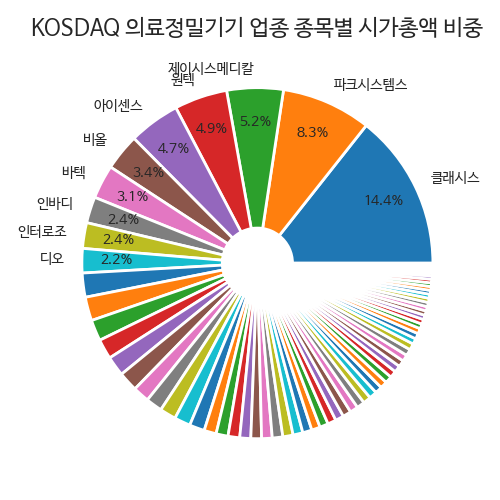 KOSDAQ 의료정밀기기 업종 종목별 시가총액 비중
제이시스메디칼
원텍
파크시스템스
아이센스
비올
바텍
인바디
인터로조
디오
클래시스
14.4%
8.3%
5.2%
4.9%
4.7%
3.4%
3.1%
2.4%
2.4%
2.2%